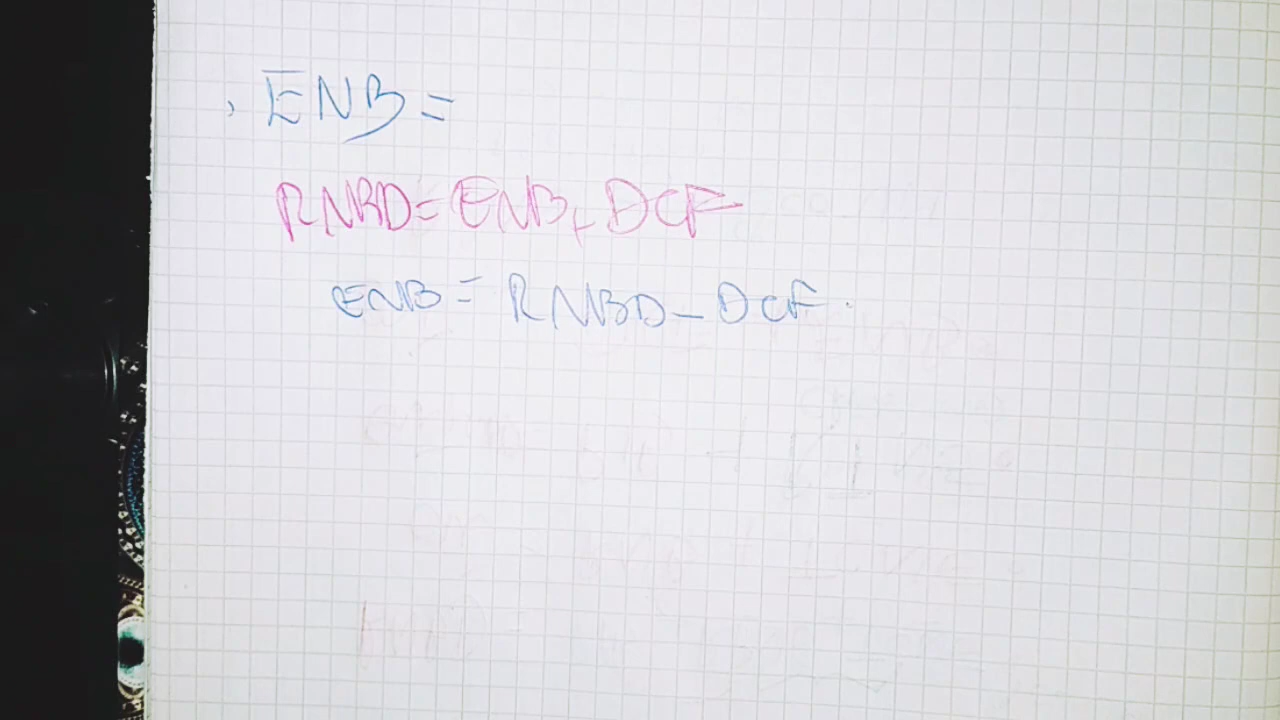 , ENB =
RNBD = ENB + DCF
ENB = RNBD - DCF.